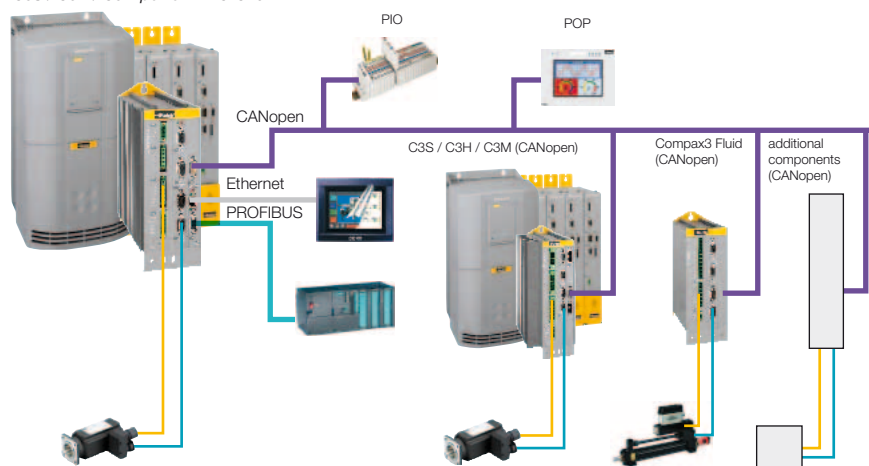 PIO
POP
CANopen
C3S / C3H / C3M (CANopen)
Compax3 Fluid
(CANopen)
additional
components
(CANopen)
Ethernet
PROFIBUS